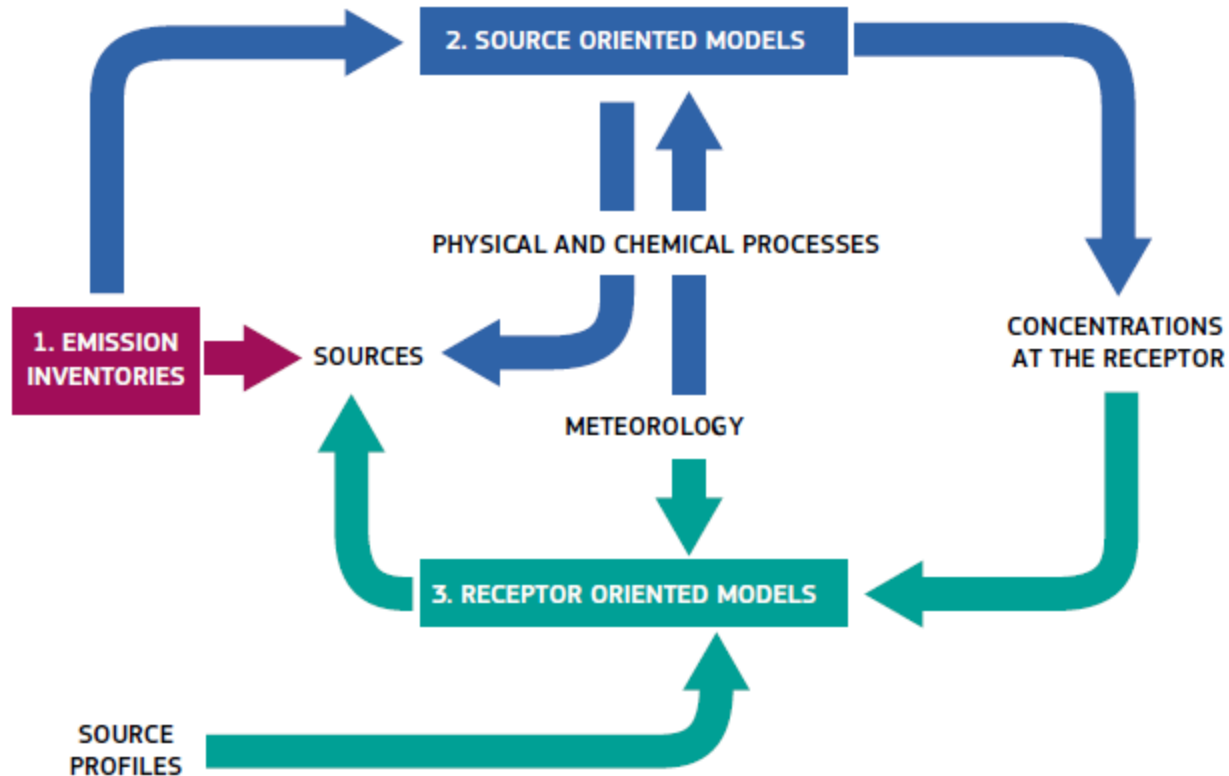 2. SOURCE ORIENTED MODELS
PHYSICAL AND CHEMICAL PROCESSES
1. EMISSION
INVENTORIES
SOURCES
CONCENTRATIONS
AT THE RECEPTOR
METEOROLOGY
3. RECEPTOR ORIENTED MODELS
SOURCE
PROFILES